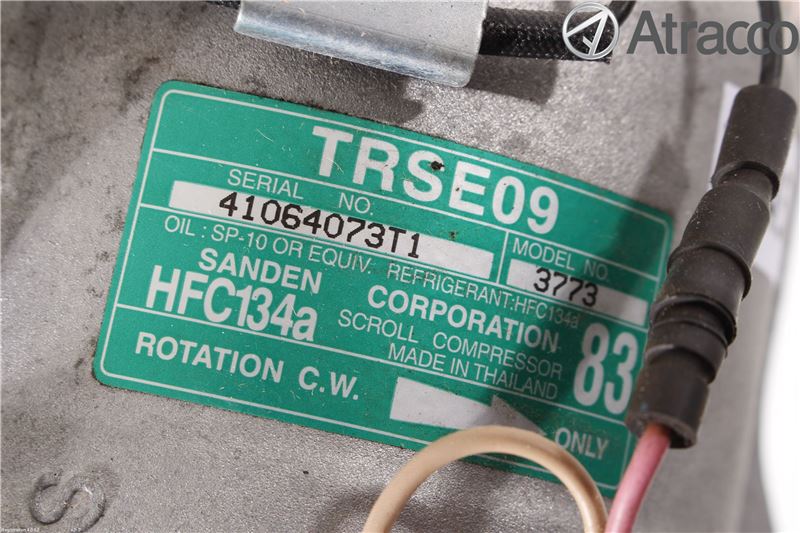 Atracco
TRSE09
SERIAL NO.
41064073T1
MODEL NO.
3773
OIL : SP-10 OR EQUIV. REFRIGERANT:HFC134a
SANDEN CORPORATION
HFC134a
SCROLL COMPRESSOR
MADE IN THAILAND
83
ROTATION C.W.
ONLY
S